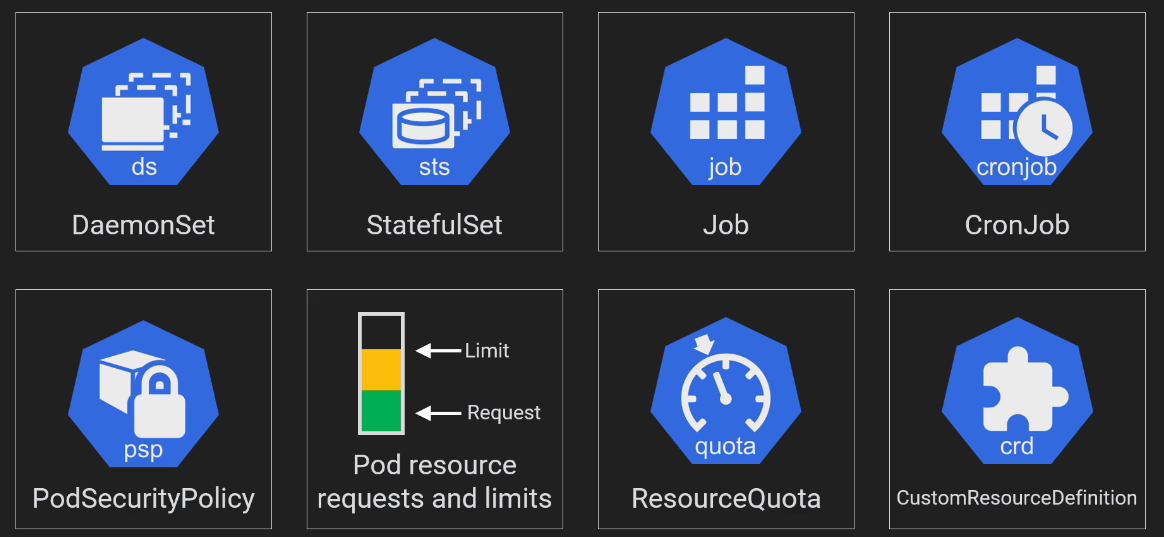 ds
DaemonSet
sts
StatefulSet
job
Job
cronjob
CronJob
psp
PodSecurityPolicy
Limit
Request
Pod resource
requests and limits
quota
ResourceQuota
crd
CustomResourceDefinition